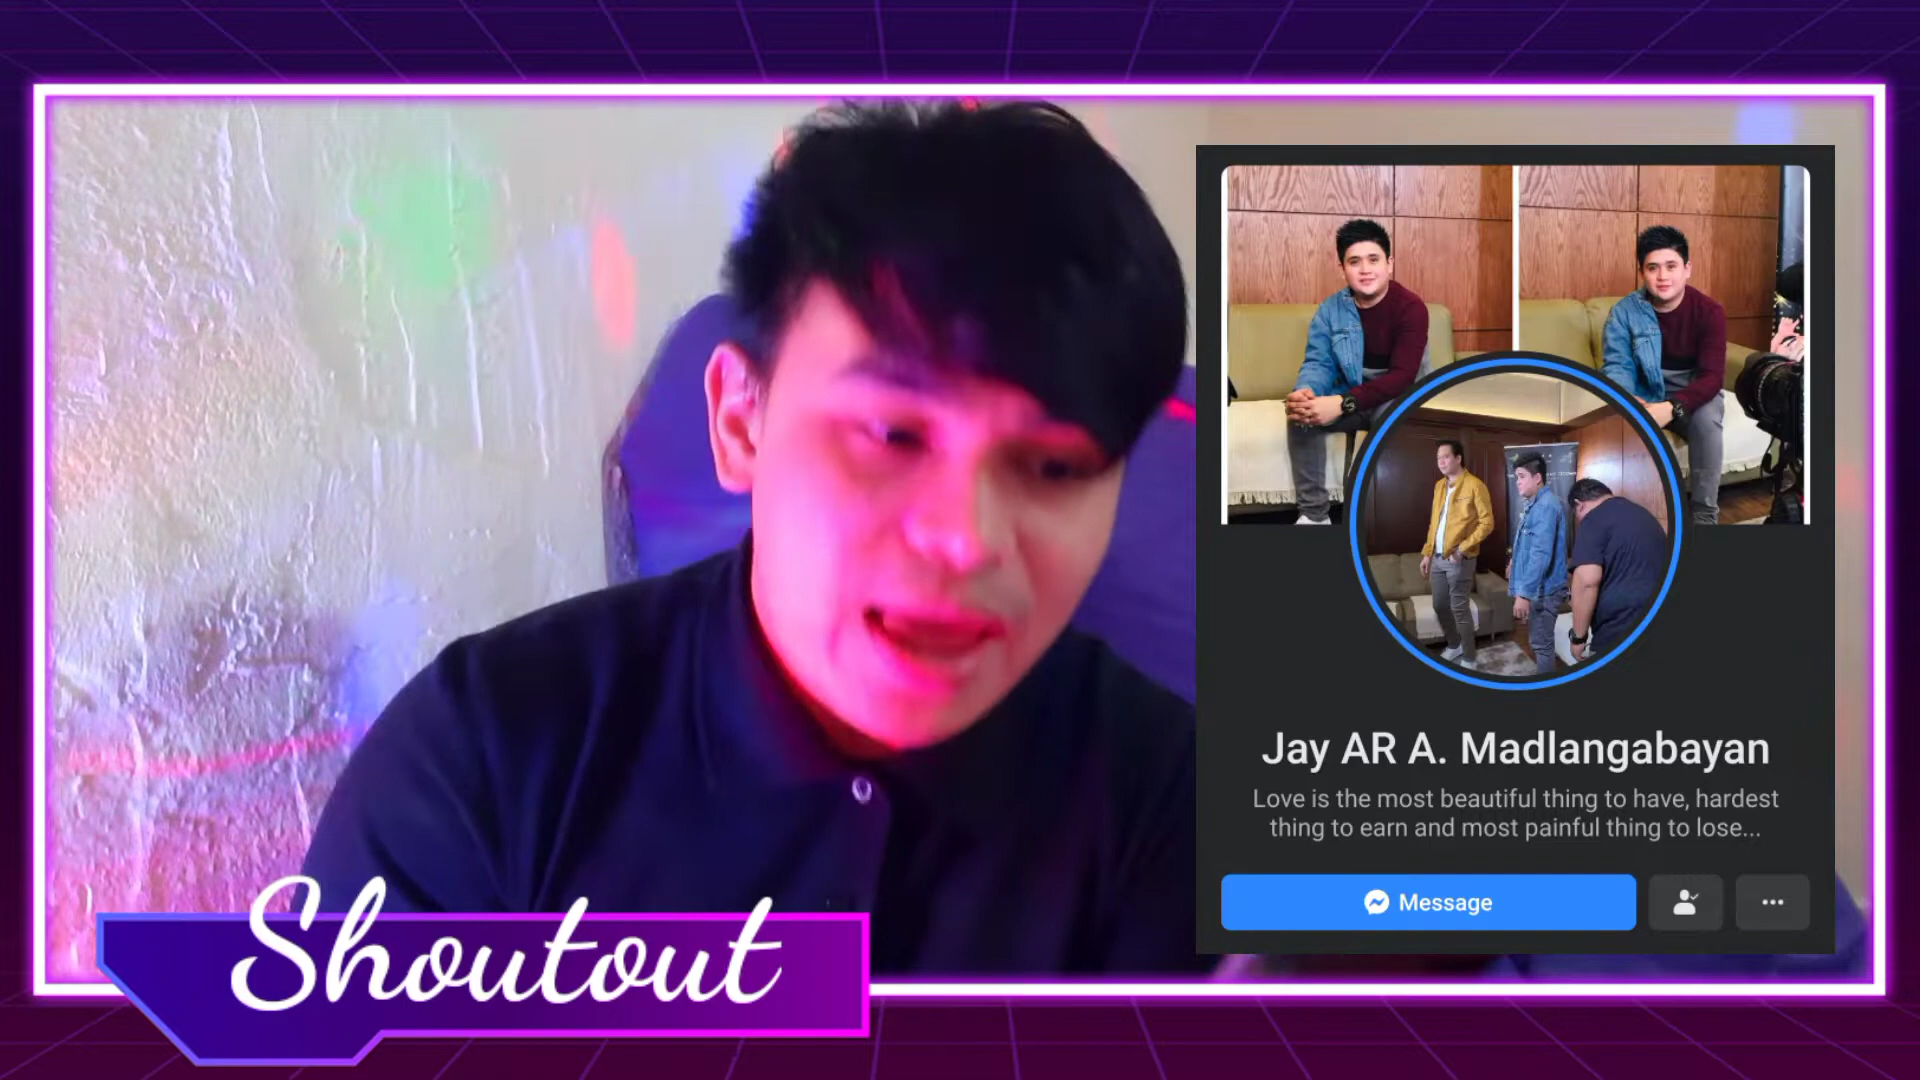 Jay AR A. Madlangabayan
Love is the most beautiful thing to have, hardest
thing to earn and most painful thing to lose...
Message
Shoutout